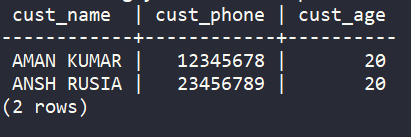 cust_name | cust_phone | cust_age
------------+------------+----------
AMAN KUMAR | 12345678 | 20
ANSH RUSIA | 23456789 | 20
(2 rows)